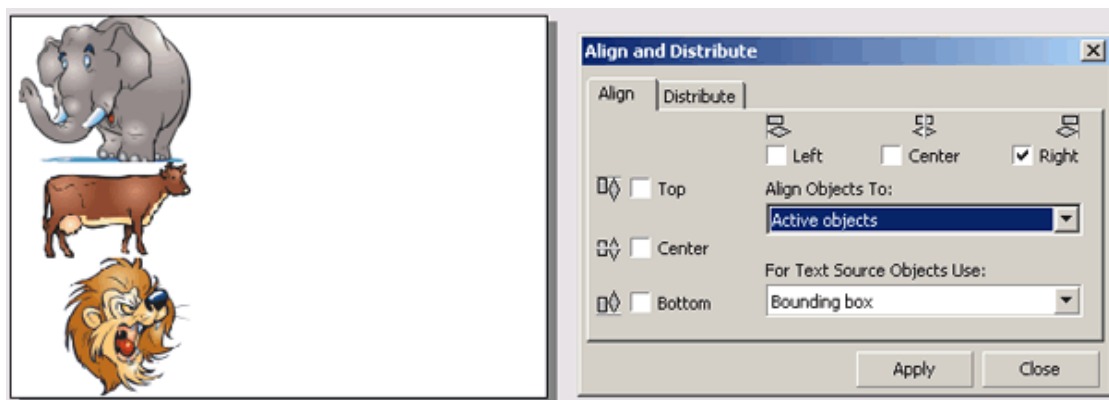 Align and Distribute
Align
Distribute
Left
Center
Right
Top
Align Objects To:
Active objects
Center
For Text Source Objects Use:
Bottom
Bounding box
Apply
Close